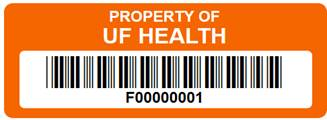 PROPERTY OF
UF HEALTH
F00000001